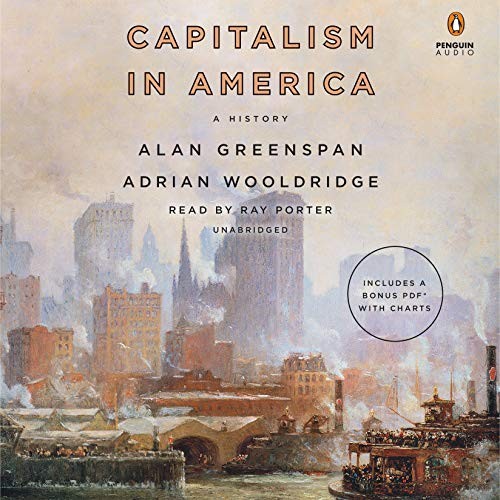 CAPITALISM
IN AMERICA
PENGUIN
AUDIO
A HISTORY
ALAN GREENSPAN
ADRIAN WOOLDRIDGE
READ BY RAY PORTER
UNABRIDGED
INCLUDES A
BONUS PDF*
WITH CHARTS